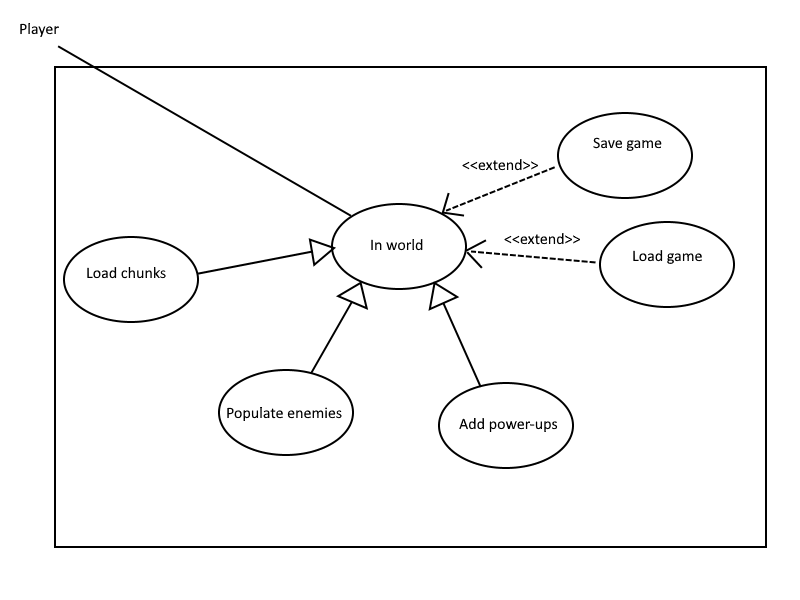 Player
Save game
<<extend>>
<<extend>>
In world
Load game
Load chunks
Populate enemies
Add power-ups